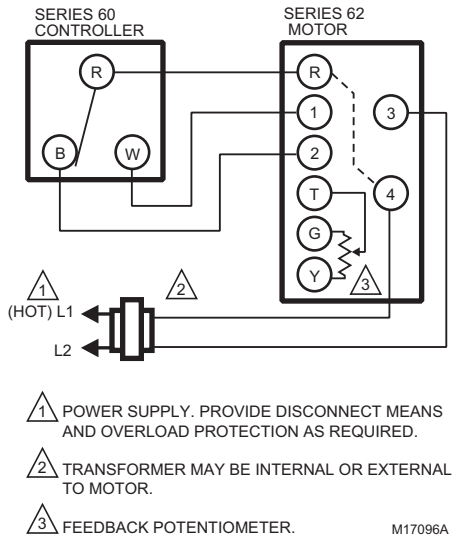 SERIES 60
CONTROLLER
SERIES 62
MOTOR
R
B
W
R
1
2
T
G
Y
3
4
3
1
2
(HOT) L1
L2
1 POWER SUPPLY. PROVIDE DISCONNECT MEANS
AND OVERLOAD PROTECTION AS REQUIRED.
2 TRANSFORMER MAY BE INTERNAL OR EXTERNAL
TO MOTOR.
3 FEEDBACK POTENTIOMETER.
M17096A